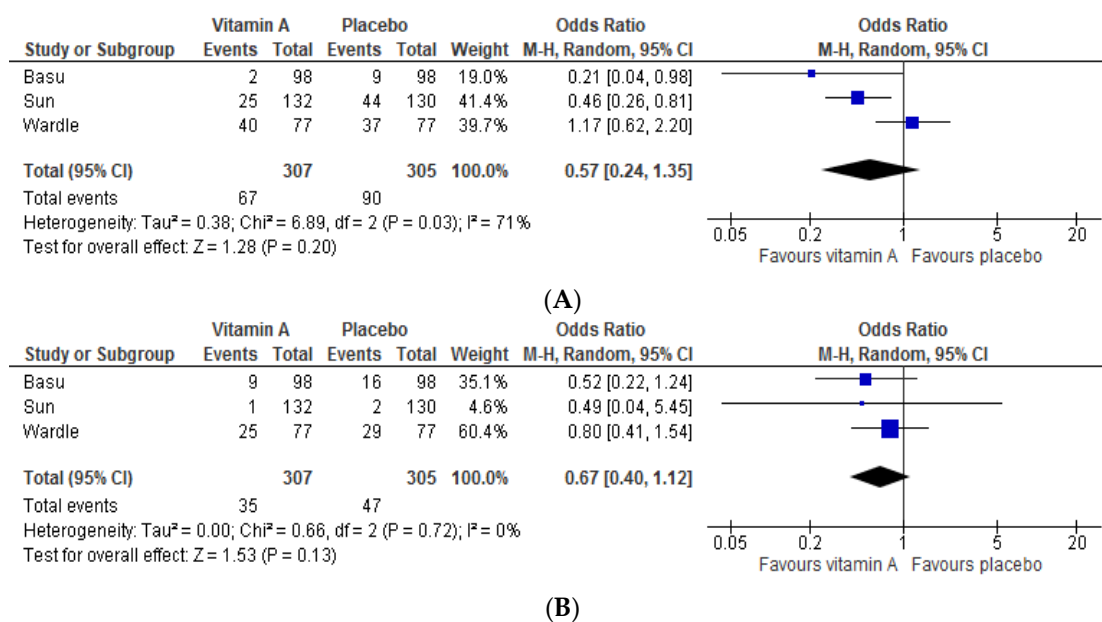 Vitamin A Placebo Odds Ratio Odds Ratio
Study or Subgroup Events Total Events Total Weight M-H, Random, 95% CI M-H, Random, 95% CI
Basu 2 98 9 98 19.0% 0.21 [0.04, 0.98]
Sun 25 132 44 130 41.4% 0.46 [0.26, 0.81]
Wardle 40 77 37 77 39.7% 1.17 [0.62, 2.20]
Total (95% CI) 307 305 100.0% 0.57 [0.24, 1.35]
Total events 67 90
Heterogeneity: Tau² = 0.38; Chi² = 6.89, df = 2 (P = 0.03); I² = 71%
Test for overall effect: Z = 1.28 (P = 0.20)
0.05 0.2 1 5 20
Favours vitamin A Favours placebo
(A)
Vitamin A Placebo Odds Ratio Odds Ratio
Study or Subgroup Events Total Events Total Weight M-H, Random, 95% CI M-H, Random, 95% CI
Basu 9 98 16 98 35.1% 0.52 [0.22, 1.24]
Sun 1 132 2 130 4.6% 0.49 [0.04, 5.45]
Wardle 25 77 29 77 60.4% 0.80 [0.41, 1.54]
Total (95% CI) 307 305 100.0% 0.67 [0.40, 1.12]
Total events 35 47
Heterogeneity: Tau² = 0.00; Chi² = 0.66, df = 2 (P = 0.72); I² = 0%
Test for overall effect: Z = 1.53 (P = 0.13)
0.05 0.2 1 5 20
Favours vitamin A Favours placebo
(B)